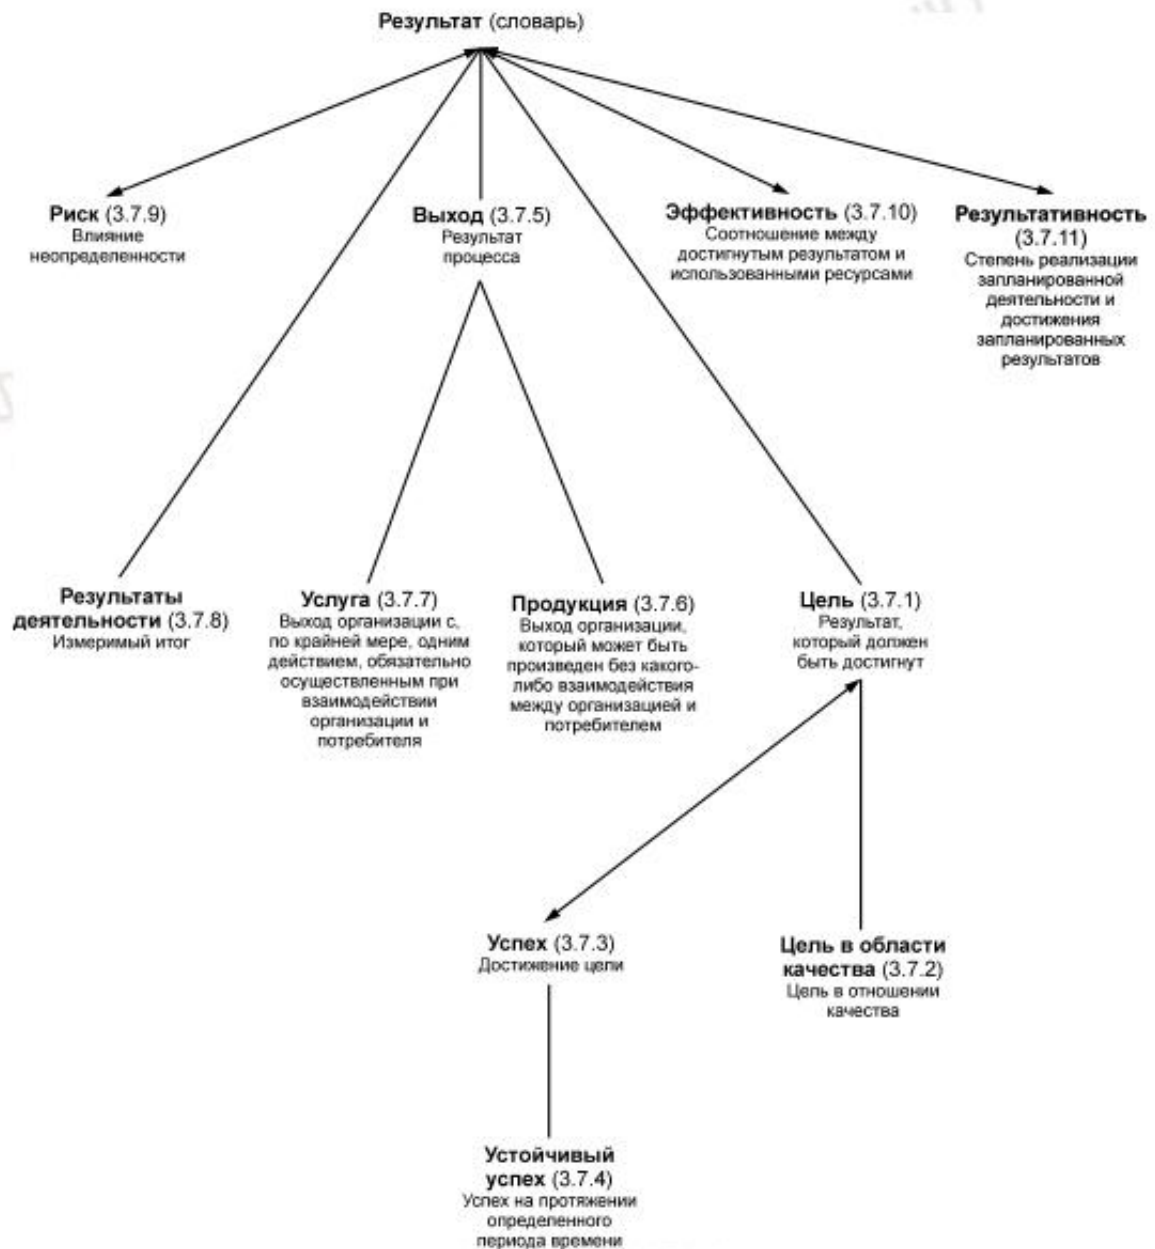 Результат (словарь)
Риск (3.7.9)
Влияние
неопределенности
Выход (3.7.5)
Результат
процесса
Эффективность (3.7.10)
Соотношение между
достигнутым результатом и
использованными ресурсами
Результативность
(3.7.11)
Степень реализации
запланированной
деятельности и
достижения
запланированных
результатов
Результаты
деятельности (3.7.8)
Измеримый итог
Услуга (3.7.7)
Выход организации с,
по крайней мере, одним
действием, обязательно
осуществленным при
взаимодействии
организации и
потребителя
Продукция (3.7.6)
Выход организации,
который может быть
произведен без какого-
либо взаимодействия
между организацией и
потребителем
Цель (3.7.1)
Результат,
который должен
быть достигнут
Успех (3.7.3)
Достижение цели
Цель в области
качества (3.7.2)
Цель в отношении
качества
Устойчивый
успех (3.7.4)
Успех на протяжении
определенного
периода времени